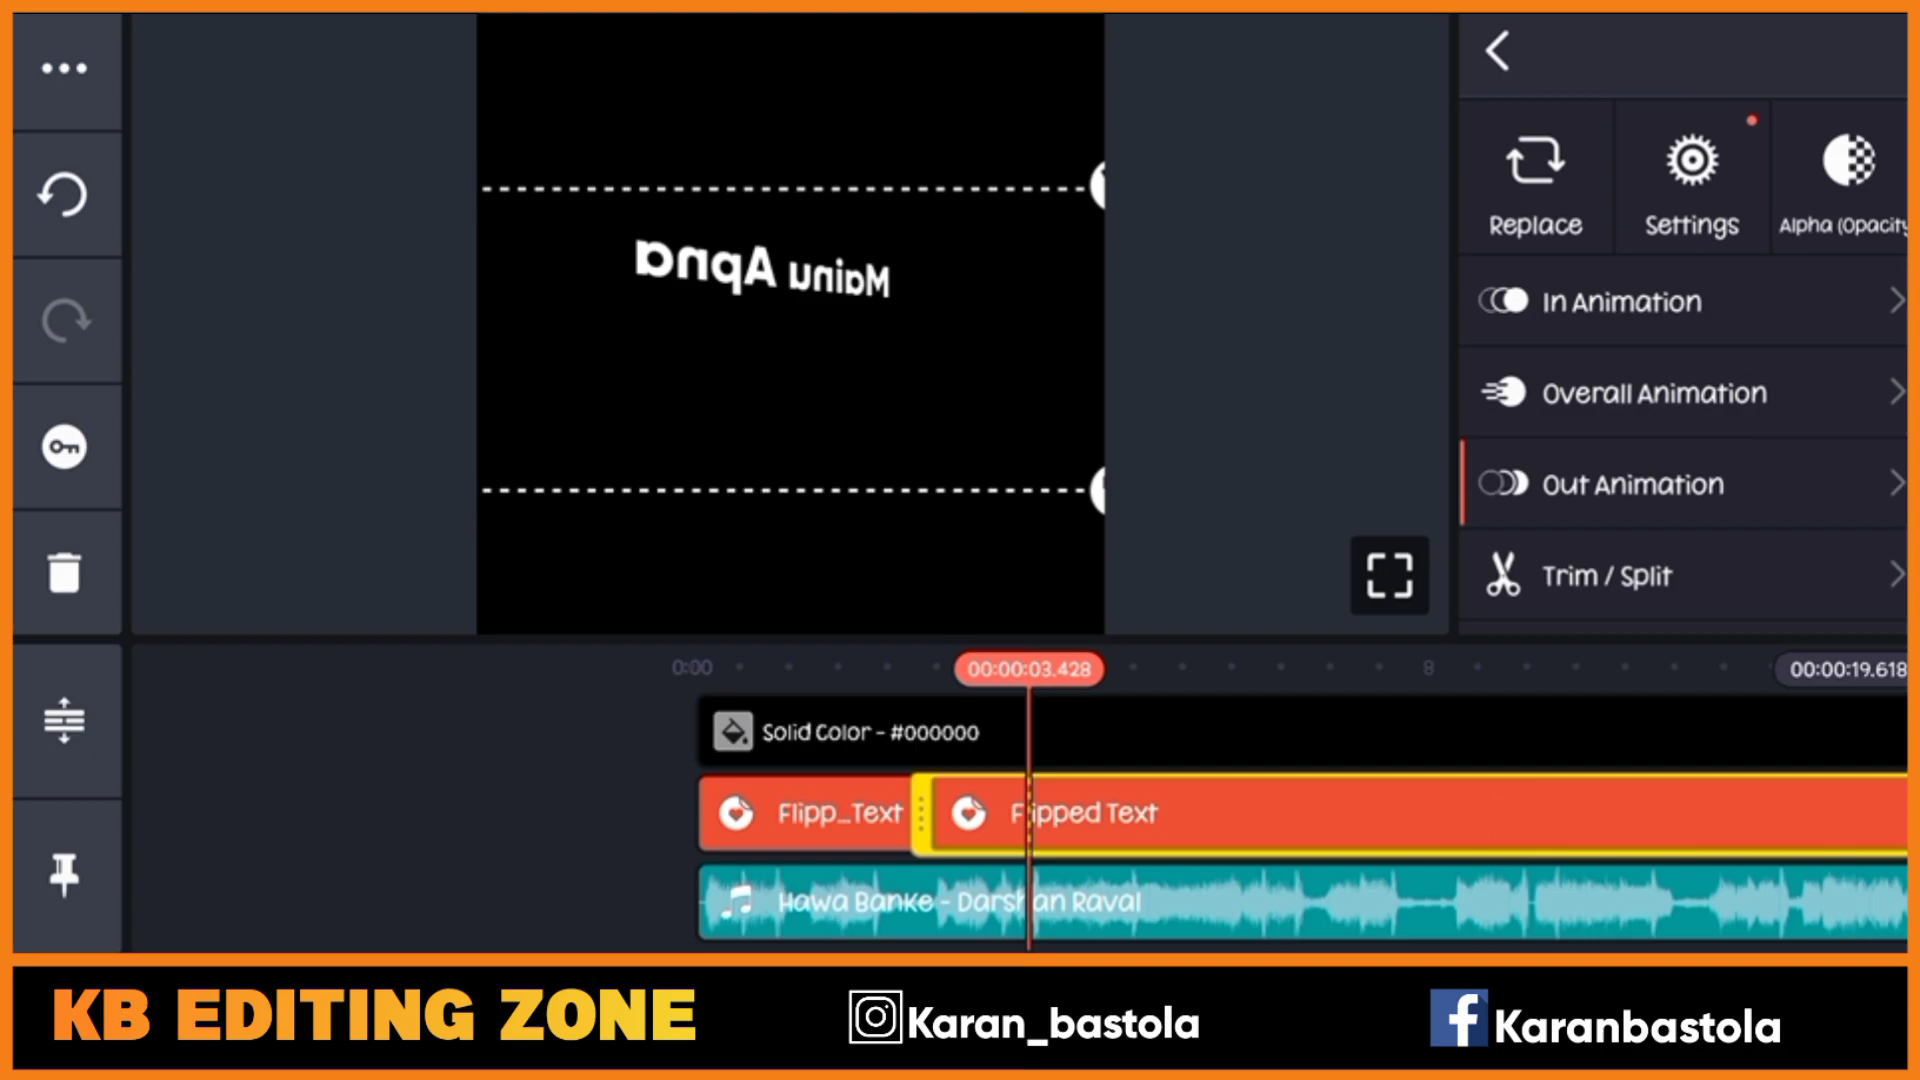 Replace
Settings
Alpha (Opacity
Mainu Apna
In Animation
Overall Animation
Out Animation
Trim / Split
0:00
00:00:03.428
8
00:00:19.618
Solid Color - #000000
Flipp_Text
Flipped Text
Hawa Banke - Darshan Raval
KB EDITING ZONE
Karan_bastola
Karanbastola